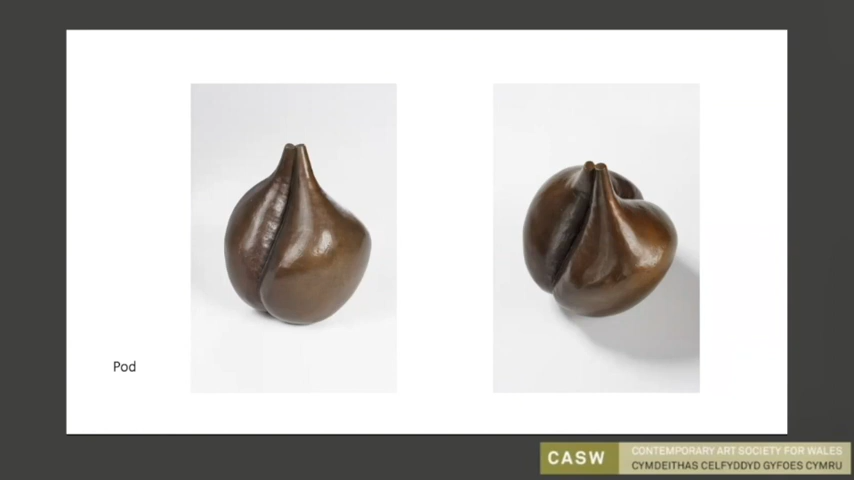 Pod
CASW
CONTEMPORARY ART SOCIETY FOR WALES
CYMDEITHAS CELFYDDYD GYFOES CYMRU